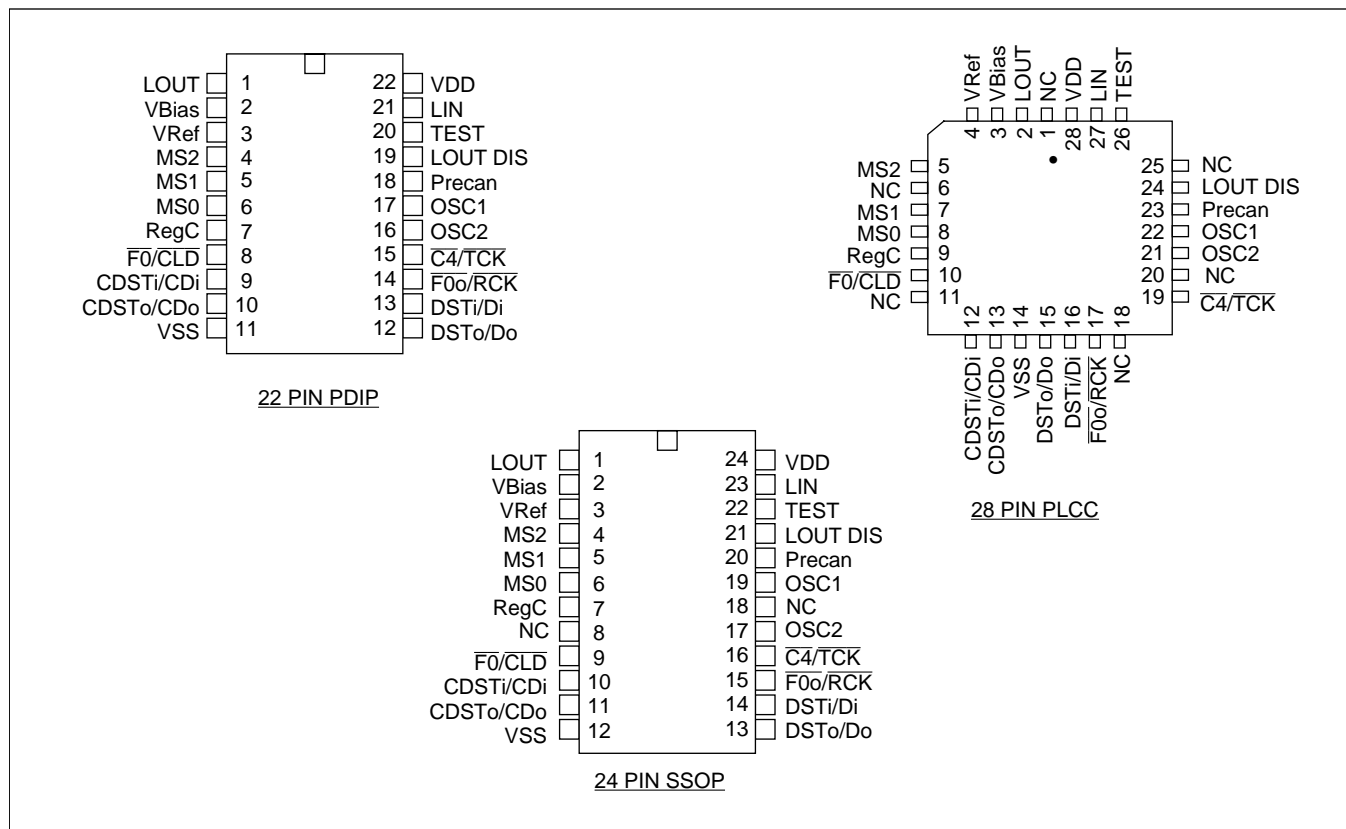 LOUT 1 22 VDD
VBias 2 21 LIN
VRef 3 20 TEST
MS2 4 19 LOUT DIS
MS1 5 18 Precan
MS0 6 17 OSC1
RegC 7 16 OSC2
F0/CLD 8 15 C4/TCK
CDSTi/CDi 9 14 F0o/RCK
CDSTo/CDo 10 13 DSTi/Di
VSS 11 12 DSTo/Do
22 PIN PDIP
VRef VBias LOUT NC VDD LIN TEST
4 3 2 1 28 27 26
MS2 5 25 NC
NC 6 24 LOUT DIS
MS1 7 23 Precan
MS0 8 22 OSC1
RegC 9 21 OSC2
F0/CLD 10 20 NC
NC 11 19 C4/TCK
12 13 14 15 16 17 18
CDSTi/CDi CDSTo/CDo VSS DSTo/Do DSTi/Di F0o/RCK NC
28 PIN PLCC
LOUT 1 24 VDD
VBias 2 23 LIN
VRef 3 22 TEST
MS2 4 21 LOUT DIS
MS1 5 20 Precan
MS0 6 19 OSC1
RegC 7 18 NC
NC 8 17 OSC2
F0/CLD 9 16 C4/TCK
CDSTi/CDi 10 15 F0o/RCK
CDSTo/CDo 11 14 DSTi/Di
VSS 12 13 DSTo/Do
24 PIN SSOP